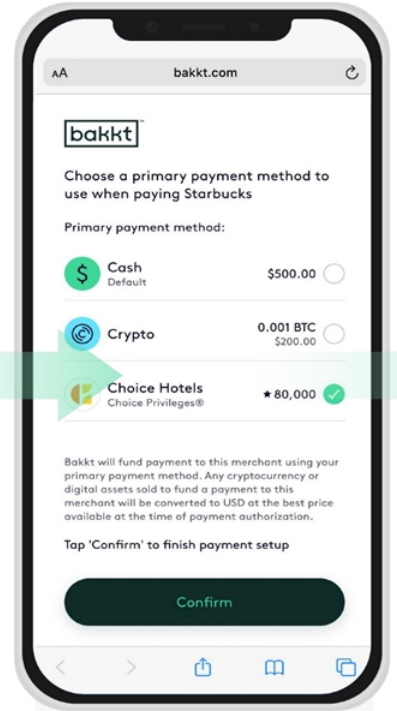 AA bakkt.com
bakkt™
Choose a primary payment method to
use when paying Starbucks
Primary payment method:
$ Cash $500.00
Default
Crypto 0.001 BTC
$200.00
Choice Hotels ★80,000
Choice Privileges®
Bakkt will fund payment to this merchant using your
primary payment method. Any cryptocurrency or
digital assets sold to fund a payment to this
merchant will be converted to USD at the best price
available at the time of payment authorization.
Tap 'Confirm' to finish payment setup
Confirm